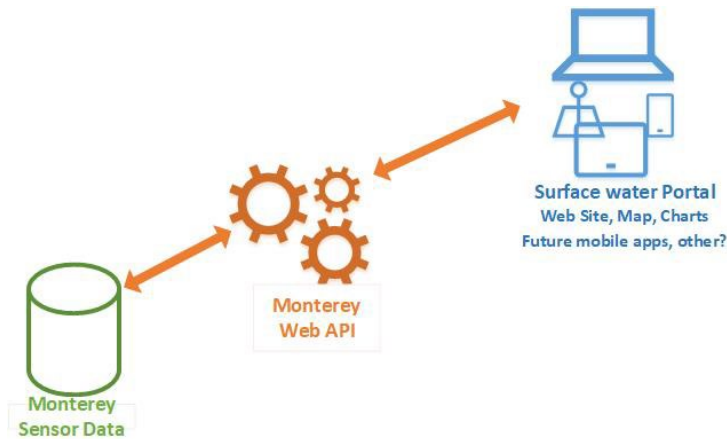 Surface water Portal
Web Site, Map, Charts
Future mobile apps, other?
Monterey
Web API
Monterey
Sensor Data